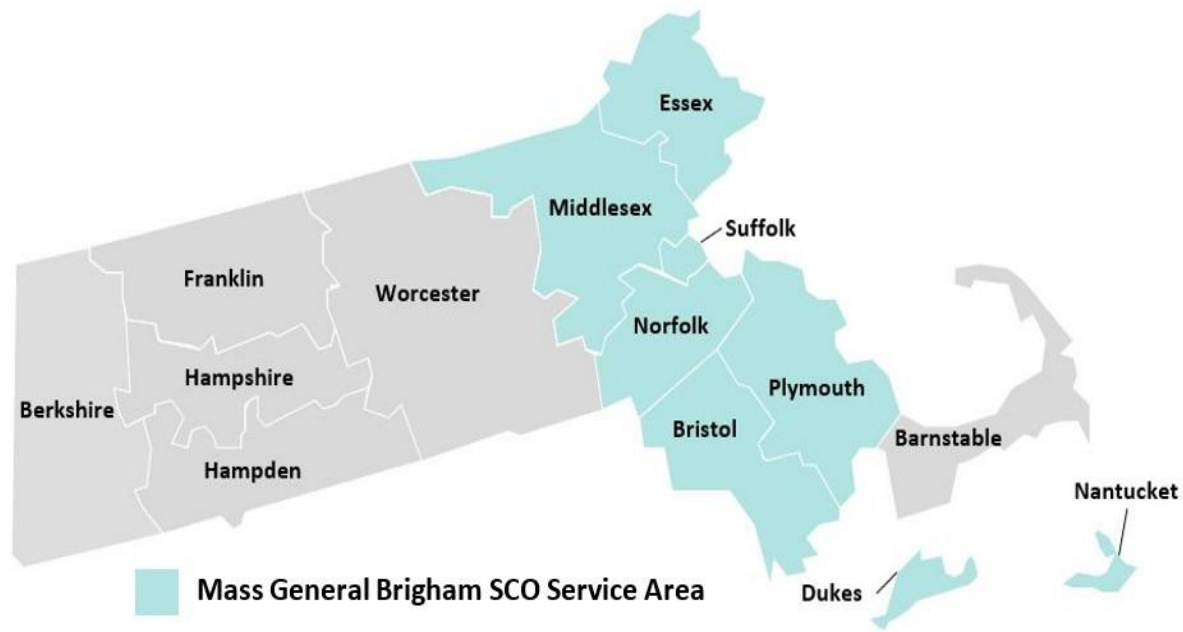 Essex
Middlesex
Suffolk
Franklin
Worcester
Norfolk
Hampshire
Plymouth
Berkshire
Bristol
Barnstable
Hampden
Nantucket
Mass General Brigham SCO Service Area
Dukes